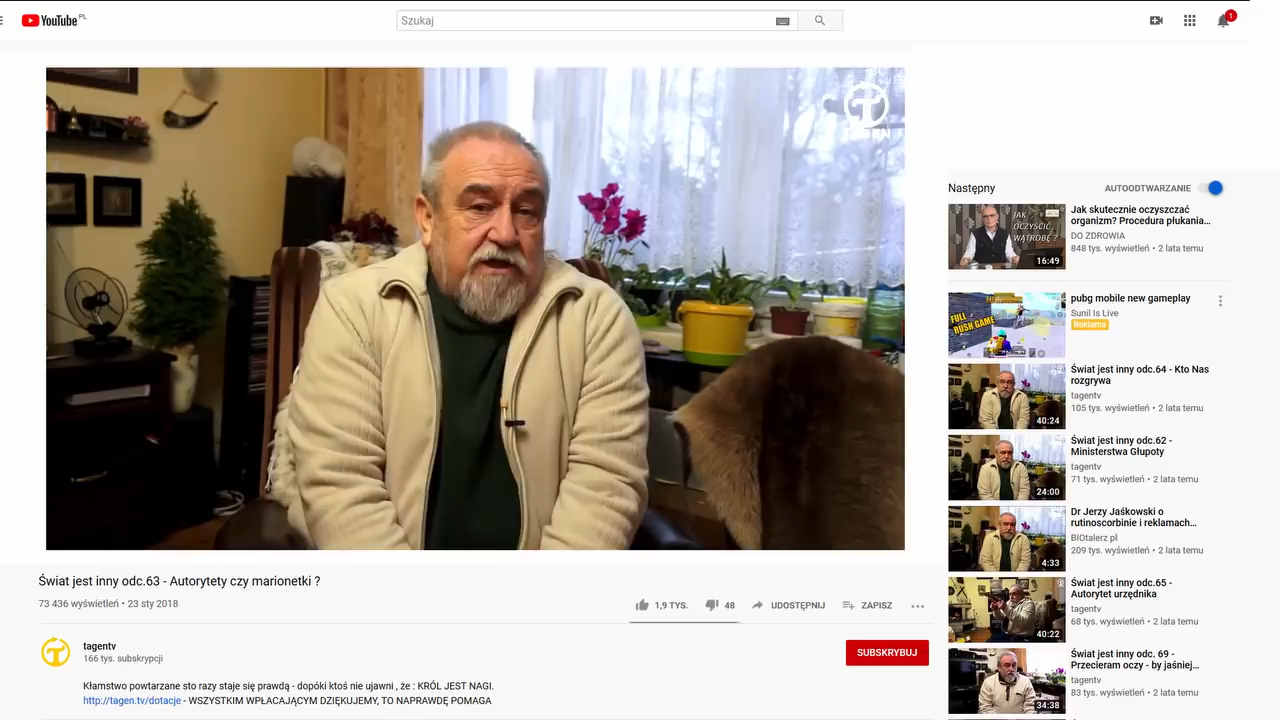 YouTube PL
Szukaj
1
TAGEN
Następny
AUTOODTWARZANIE
JAK
OCZYŚCIĆ
WĄTROBĘ ?
16:49
Jak skutecznie oczyszczać
organizm? Procedura płukania...
DO ZDROWIA
848 tys. wyświetleń • 2 lata temu
FULL
RUSH GAME
pubg mobile new gameplay
Sunil Is Live
Reklama
40:24
Świat jest inny odc.64 - Kto Nas
rozgrywa
tagentv
105 tys. wyświetleń • 2 lata temu
24:00
Świat jest inny odc.62 -
Ministerstwa Głupoty
tagentv
71 tys. wyświetleń • 2 lata temu
4:33
Dr Jerzy Jaśkowski o
rutinoscorbinie i reklamach...
BIOtalerz pl
209 tys. wyświetleń • 2 lata temu
40:22
Świat jest inny odc.65 -
Autorytet urzędnika
tagentv
68 tys. wyświetleń • 2 lata temu
34:38
Świat jest inny odc. 69 -
Przecieram oczy - by jaśniej...
tagentv
83 tys. wyświetleń • 2 lata temu
Świat jest inny odc.63 - Autorytety czy marionetki ?
73 436 wyświetleń • 23 sty 2018
1,9 TYS.
48
UDOSTĘPNIJ
ZAPISZ
tagentv
166 tys. subskrypcji
SUBSKRYBUJ
Kłamstwo powtarzane sto razy staje się prawdą - dopóki ktoś nie ujawni , że : KRÓL JEST NAGI.
http://tagen.tv/dotacje - WSZYSTKIM WPŁACAJĄCYM DZIĘKUJEMY, TO NAPRAWDĘ POMAGA